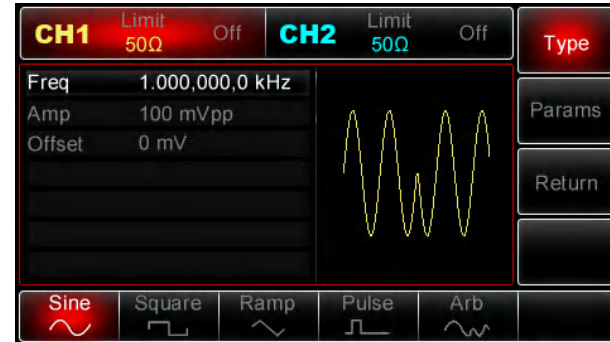 CH1 Limit 50Ω Off
CH2 Limit 50Ω Off
Type
Freq 1.000,000,0 kHz
Amp 100 mVpp
Offset 0 mV
Params
Return
Sine Square Ramp Pulse Arb